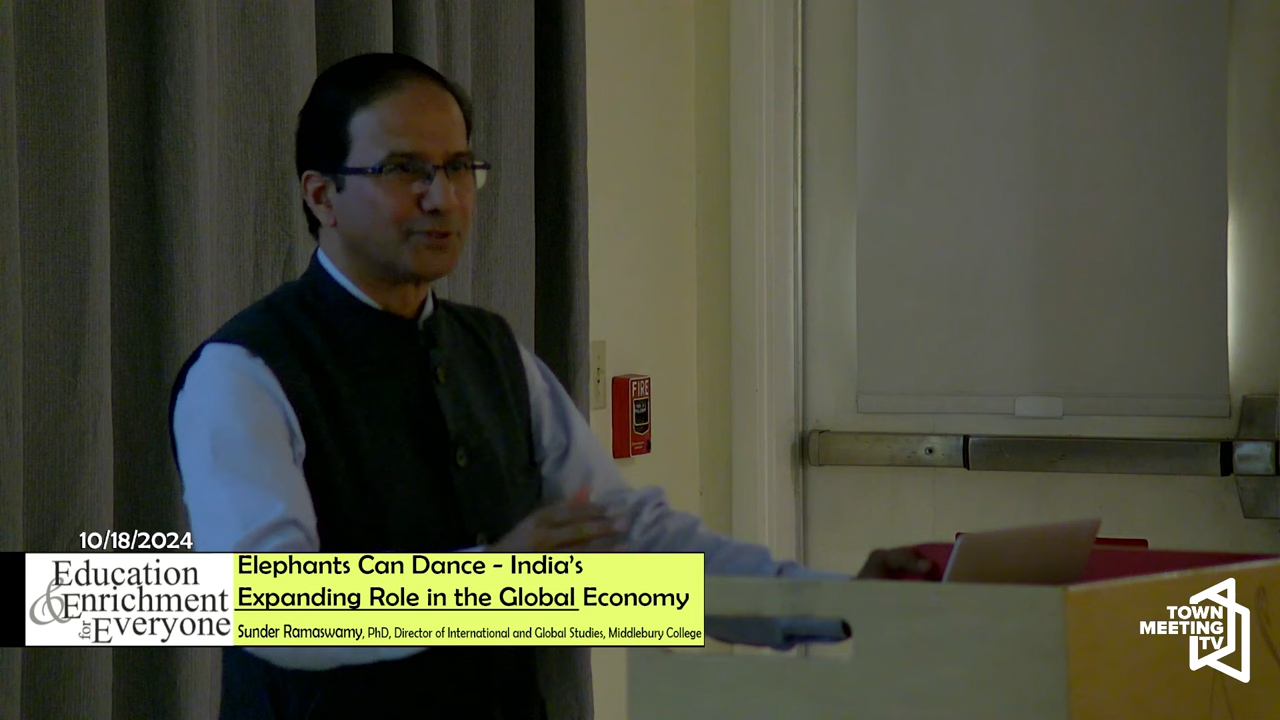 FIRE
10/18/2024
Education
& Enrichment
for Everyone
Elephants Can Dance - India's
Expanding Role in the Global Economy
Sunder Ramaswamy, PhD, Director of International and Global Studies, Middlebury College
TOWN
MEETING
TV